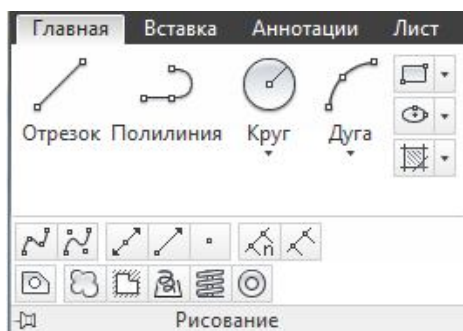 Главная Вставка Аннотации Лист
Отрезок Полилиния Круг Дуга
n
Рисование